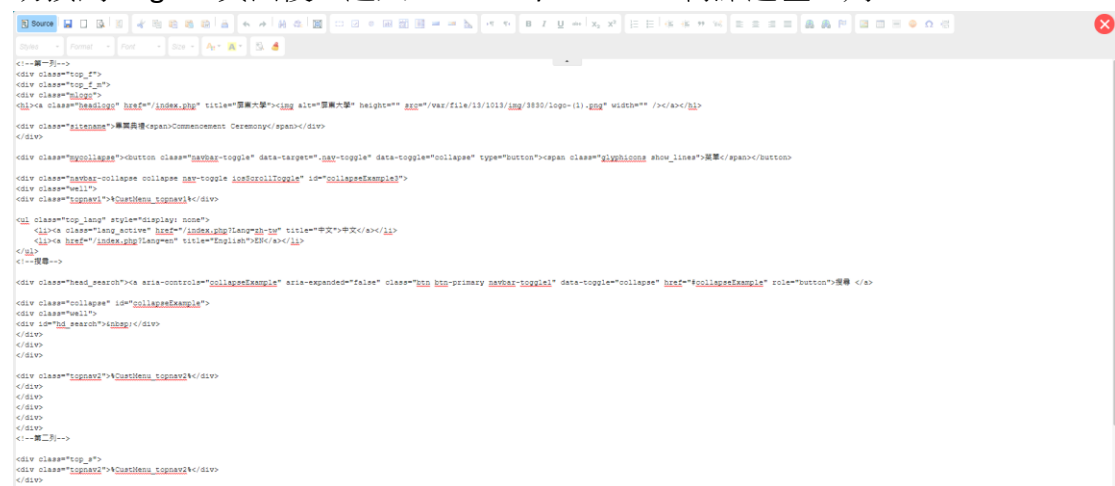 Source
Styles Format Font Size
<!--第一列-->
<div class="top_f">
<div class="top_f_m">
<div class="mlogo">
<h1><a class="headlogo" href="/index.php" title="屏東大學"><img alt="屏東大學" height="" src="/var/file/13/1013/img/3830/logo-(1).png" width="" /></a></h1>
<div class="sitename">畢業典禮<span>Commencement Ceremony</span></div>
</div>
<div class="mycollapse"><button class="navbar-toggle" data-target=".nav-toggle" data-toggle="collapse" type="button"><span class="glyphicons show_lines">菜單</span></button>
<div class="navbar-collapse collapse nav-toggle iosScrollToggle" id="collapseExample3">
<div class="well">
<div class="topnav1">%CustMenu_topnav1%</div>
<ul class="top_lang" style="display: none">
<li><a class="lang_active" href="/index.php?Lang=zh-tw" title="中文">中文</a></li>
<li><a href="/index.php?Lang=en" title="English">EN</a></li>
</ul>
<!--搜尋-->
<div class="head_search"><a aria-controls="collapseExample" aria-expanded="false" class="btn btn-primary navbar-toggle1" data-toggle="collapse" href="#collapseExample" role="button">搜尋 </a>
<div class="collapse" id="collapseExample">
<div class="well">
<div id="hd_search">&nbsp;</div>
</div>
</div>
</div>
<div class="topnav2">%CustMenu_topnav2%</div>
</div>
</div>
</div>
</div>
<!--第二列-->
<div class="top_s">
<div class="topnav2">%CustMenu_topnav2%</div>
</div>